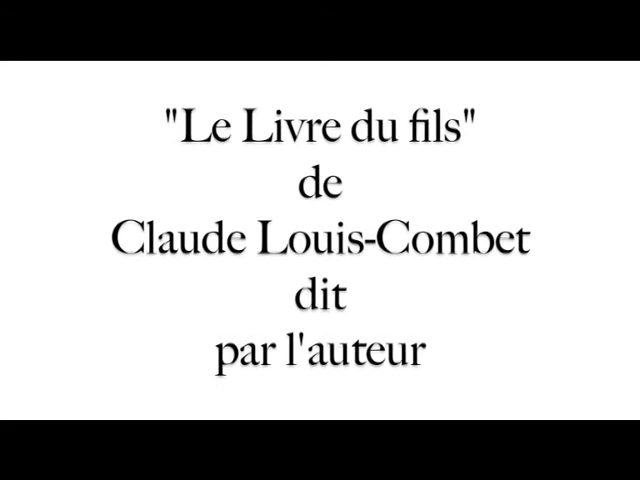 "Le Livre du fils"
de
Claude Louis-Combet
dit
par l'auteur